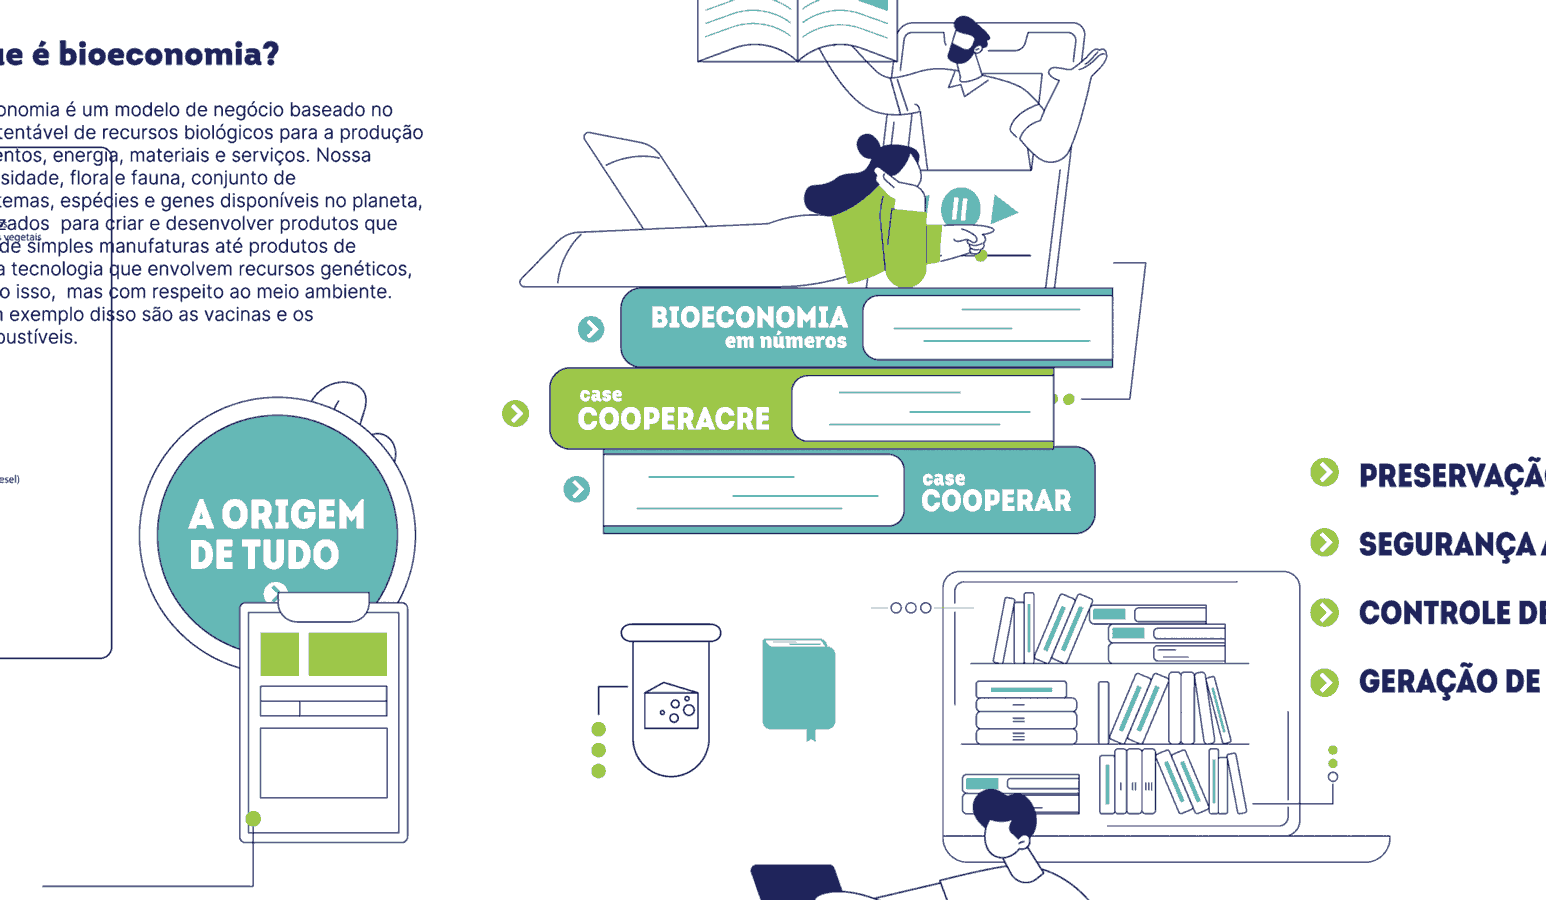 ue é bioeconomia?
onomia é um modelo de negócio baseado no
tentável de recursos biológicos para a produção
entos, energia, materiais e serviços. Nossa
sidade, flora e fauna, conjunto de
temas, espécies e genes disponíveis no planeta,
zados para criar e desenvolver produtos que
s vegetais
de simples manufaturas até produtos de
a tecnologia que envolvem recursos genéticos,
o isso, mas com respeito ao meio ambiente.
n exemplo disso são as vacinas e os
bustíveis.
esel)
A ORIGEM
DE TUDO
BIOECONOMIA
em números
case
COOPERACRE
case
COOPERAR
PRESERVAÇÃO
SEGURANÇA A
CONTROLE DE
GERAÇÃO DE